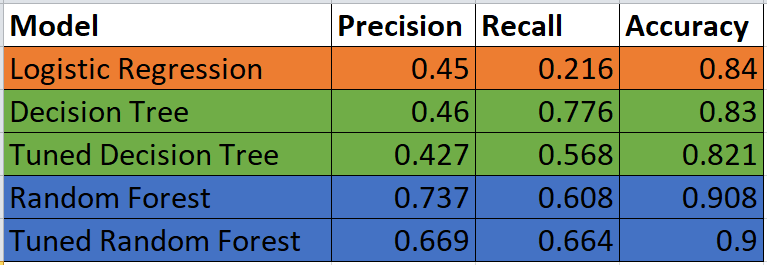 Model Precision Recall Accuracy
Logistic Regression 0.45 0.216 0.84
Decision Tree 0.46 0.776 0.83
Tuned Decision Tree 0.427 0.568 0.821
Random Forest 0.737 0.608 0.908
Tuned Random Forest 0.669 0.664 0.9